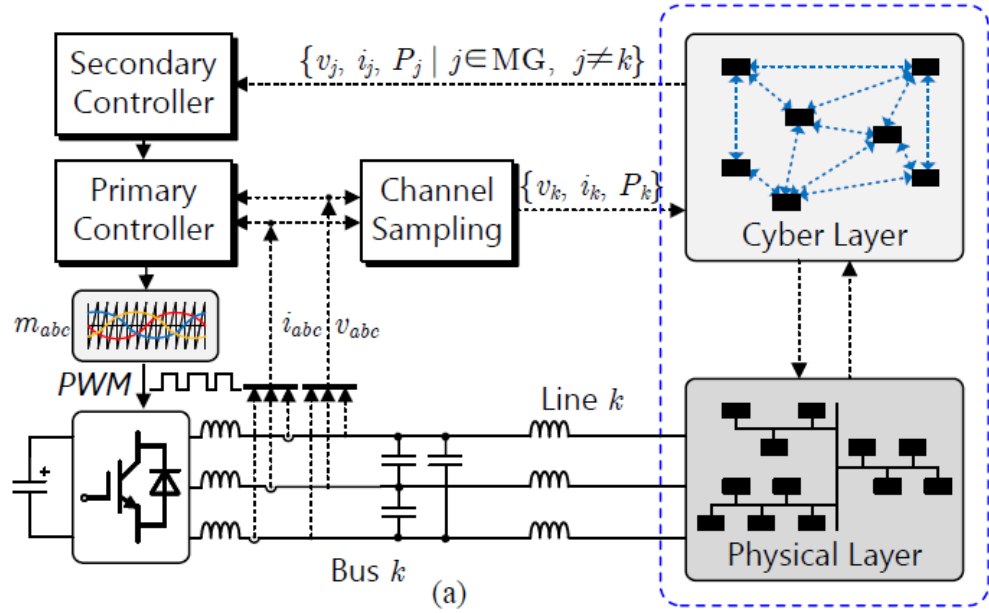 Secondary
Controller
{v_j, i_j, P_j | j∈MG, j≠k}
Primary
Controller
Channel
Sampling
{v_k, i_k, P_k}
Cyber Layer
m_abc
i_abc
v_abc
PWM
Line k
+
Bus k
Physical Layer
(a)